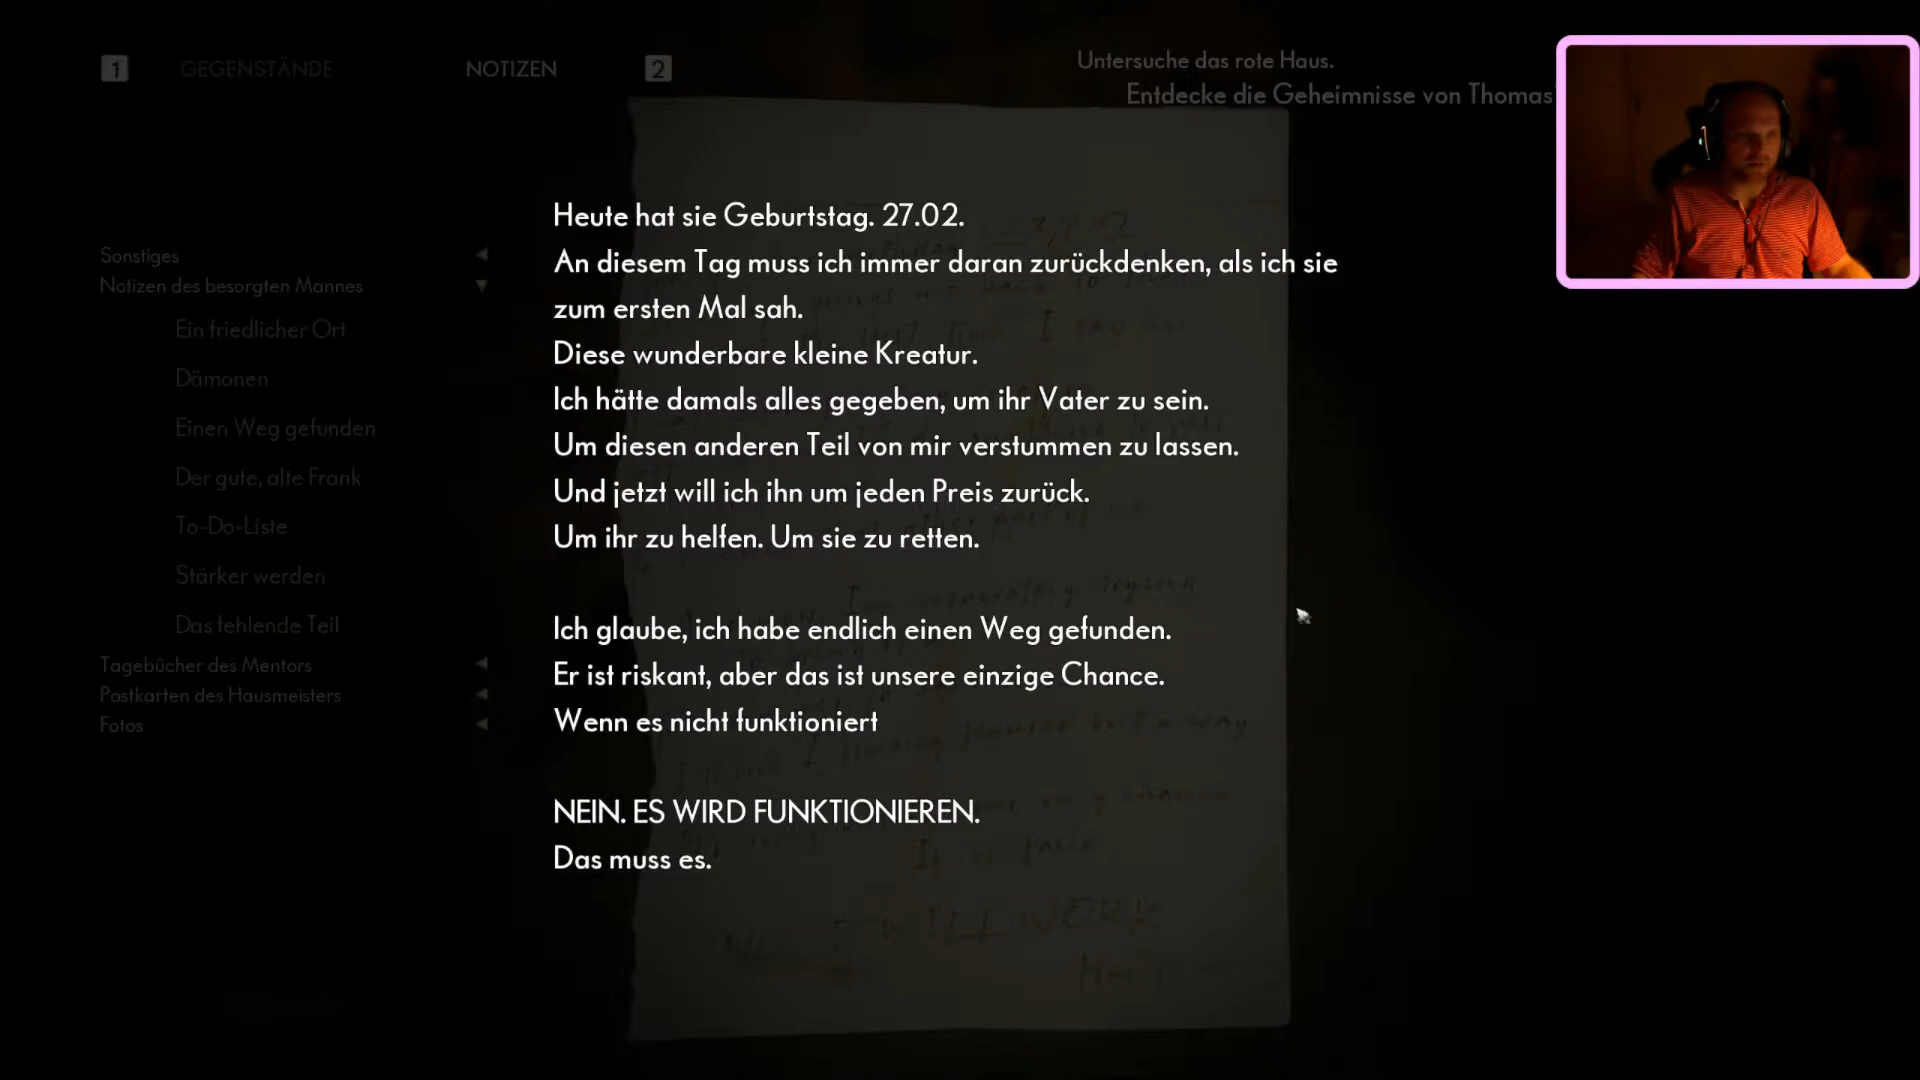 1 GEGENSTÄNDE NOTIZEN 2
Untersuche das rote Haus.
Entdecke die Geheimnisse von Thomas
Sonstiges
Notizen des besorgten Mannes
Ein friedlicher Ort
Dämonen
Einen Weg gefunden
Der gute, alte Frank
To-Do-Liste
Stärker werden
Das fehlende Teil
Tagebücher des Mentors
Postkarten des Hausmeisters
Fotos
Heute hat sie Geburtstag. 27.02.
An diesem Tag muss ich immer daran zurückdenken, als ich sie
zum ersten Mal sah.
Diese wunderbare kleine Kreatur.
Ich hätte damals alles gegeben, um ihr Vater zu sein.
Um diesen anderen Teil von mir verstummen zu lassen.
Und jetzt will ich ihn um jeden Preis zurück.
Um ihr zu helfen. Um sie zu retten.
Ich glaube, ich habe endlich einen Weg gefunden.
Er ist riskant, aber das ist unsere einzige Chance.
Wenn es nicht funktioniert
NEIN. ES WIRD FUNKTIONIEREN.
Das muss es.